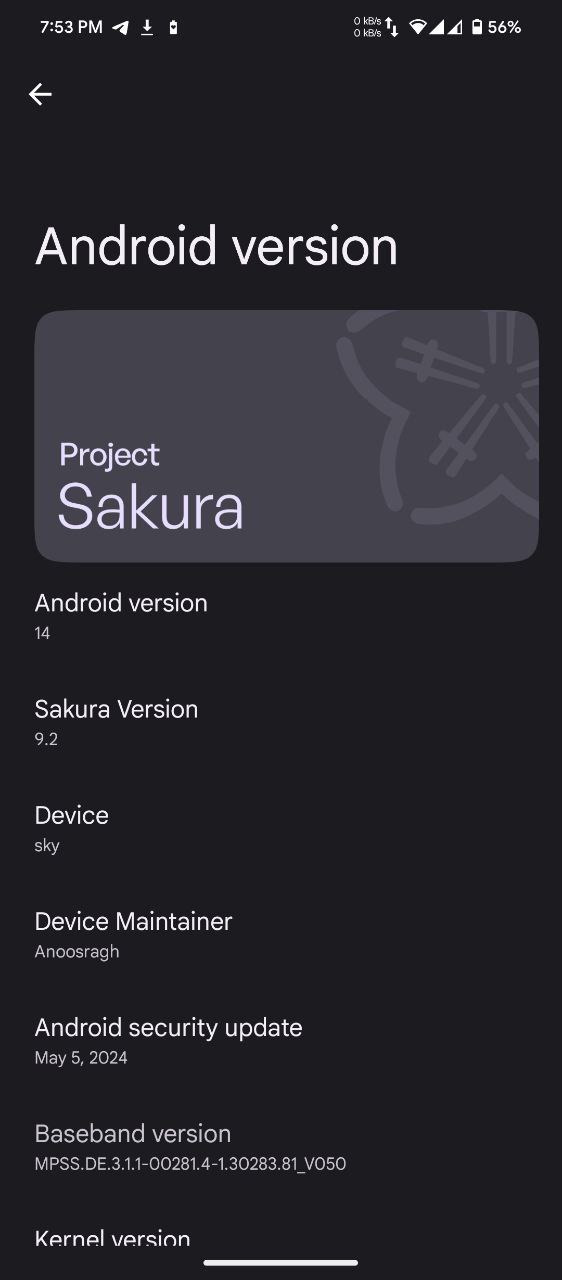 7:53 PM
0 kB/s
0 kB/s
56%
Android version
Project
Sakura
Android version
14
Sakura Version
9.2
Device
sky
Device Maintainer
Anoosragh
Android security update
May 5, 2024
Baseband version
MPSS.DE.3.1.1-00281.4-1.30283.81_V050
Kernel version